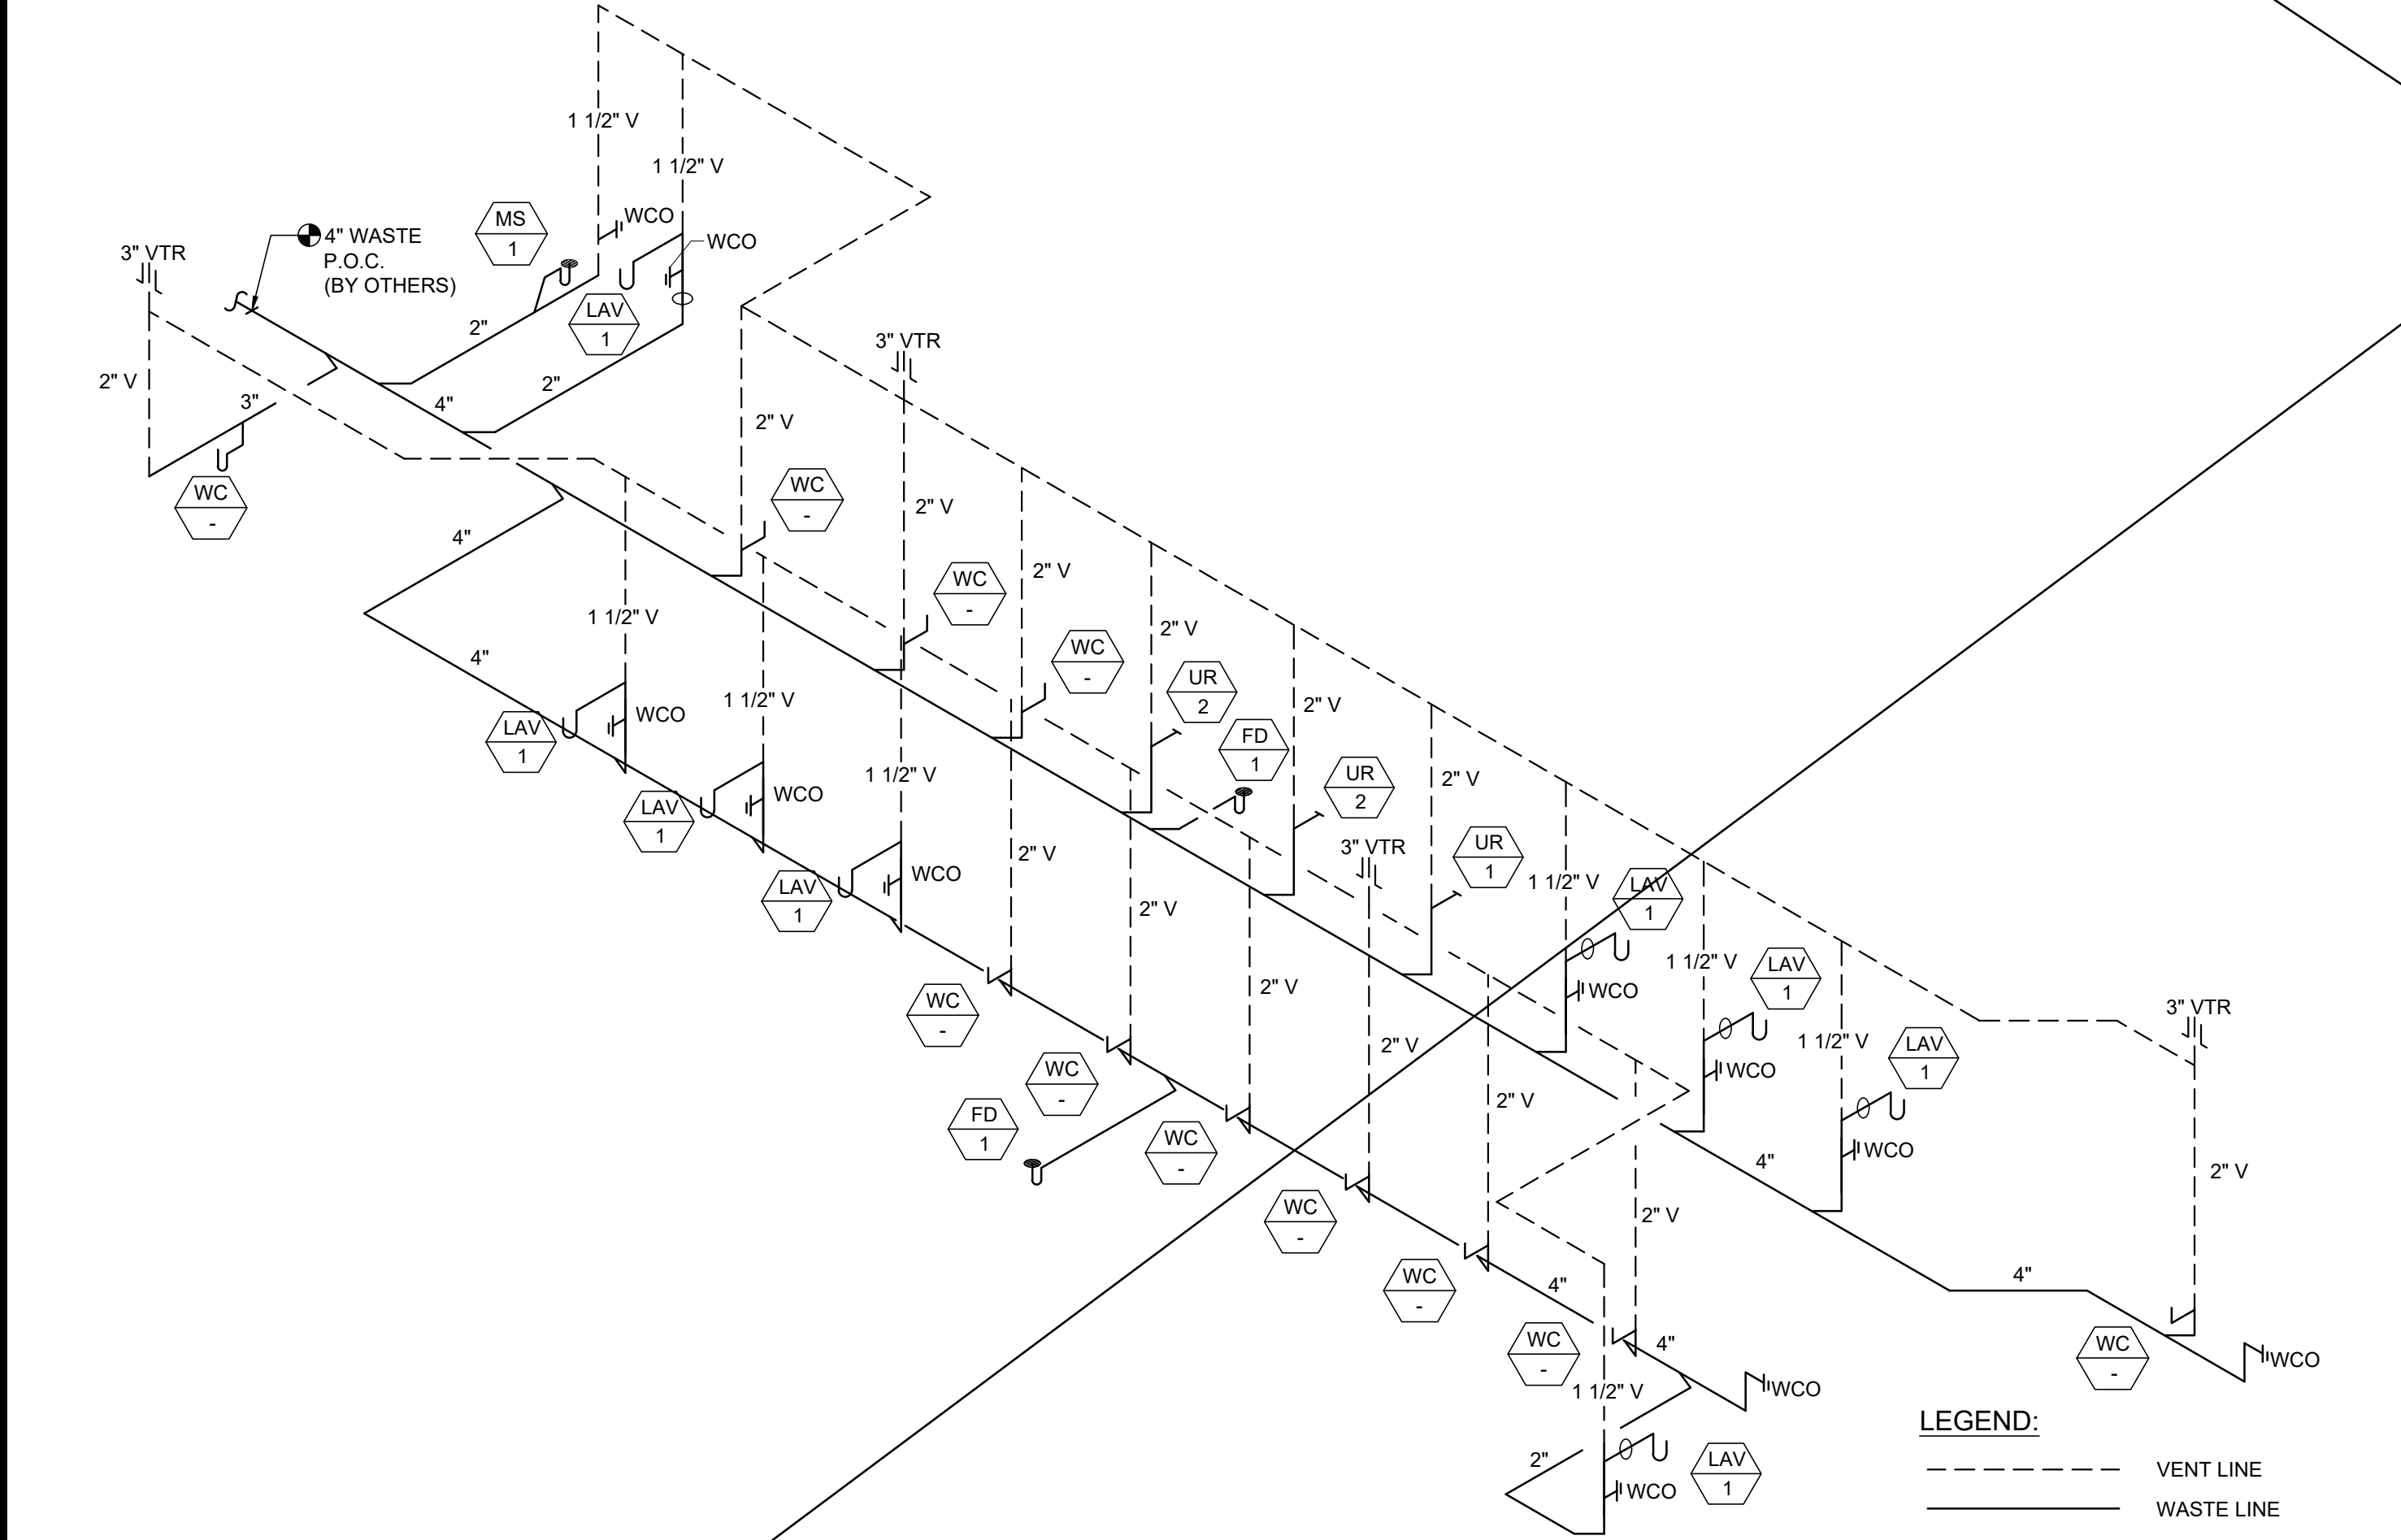 1 1/2" V
1 1/2" V
MS
1
WCO
4" WASTE
P.O.C.
(BY OTHERS)
WCO
3" VTR
LAV
1
2"
3" VTR
2" V
2"
3"
4"
2" V
WC
-
WC
-
2" V
4"
WC
-
2" V
1 1/2" V
2" V
WC
-
4"
UR
2
1 1/2" V
2" V
WCO
LAV
1
FD
1
UR
2
1 1/2" V
2" V
WCO
LAV
1
3" VTR
UR
1
2" V
WCO
LAV
1
1 1/2" V
LAV
1
2" V
1 1/2" V
LAV
1
2" V
WCO
WC
-
3" VTR
2" V
1 1/2" V
LAV
1
WC
-
WCO
2" V
FD
1
WC
-
WCO
4"
2" V
WC
-
2" V
WC
-
4"
4"
WC
-
4"
WC
-
WCO
1 1/2" V
WCO
2"
LAV
1
WCO
LEGEND:
VENT LINE
WASTE LINE